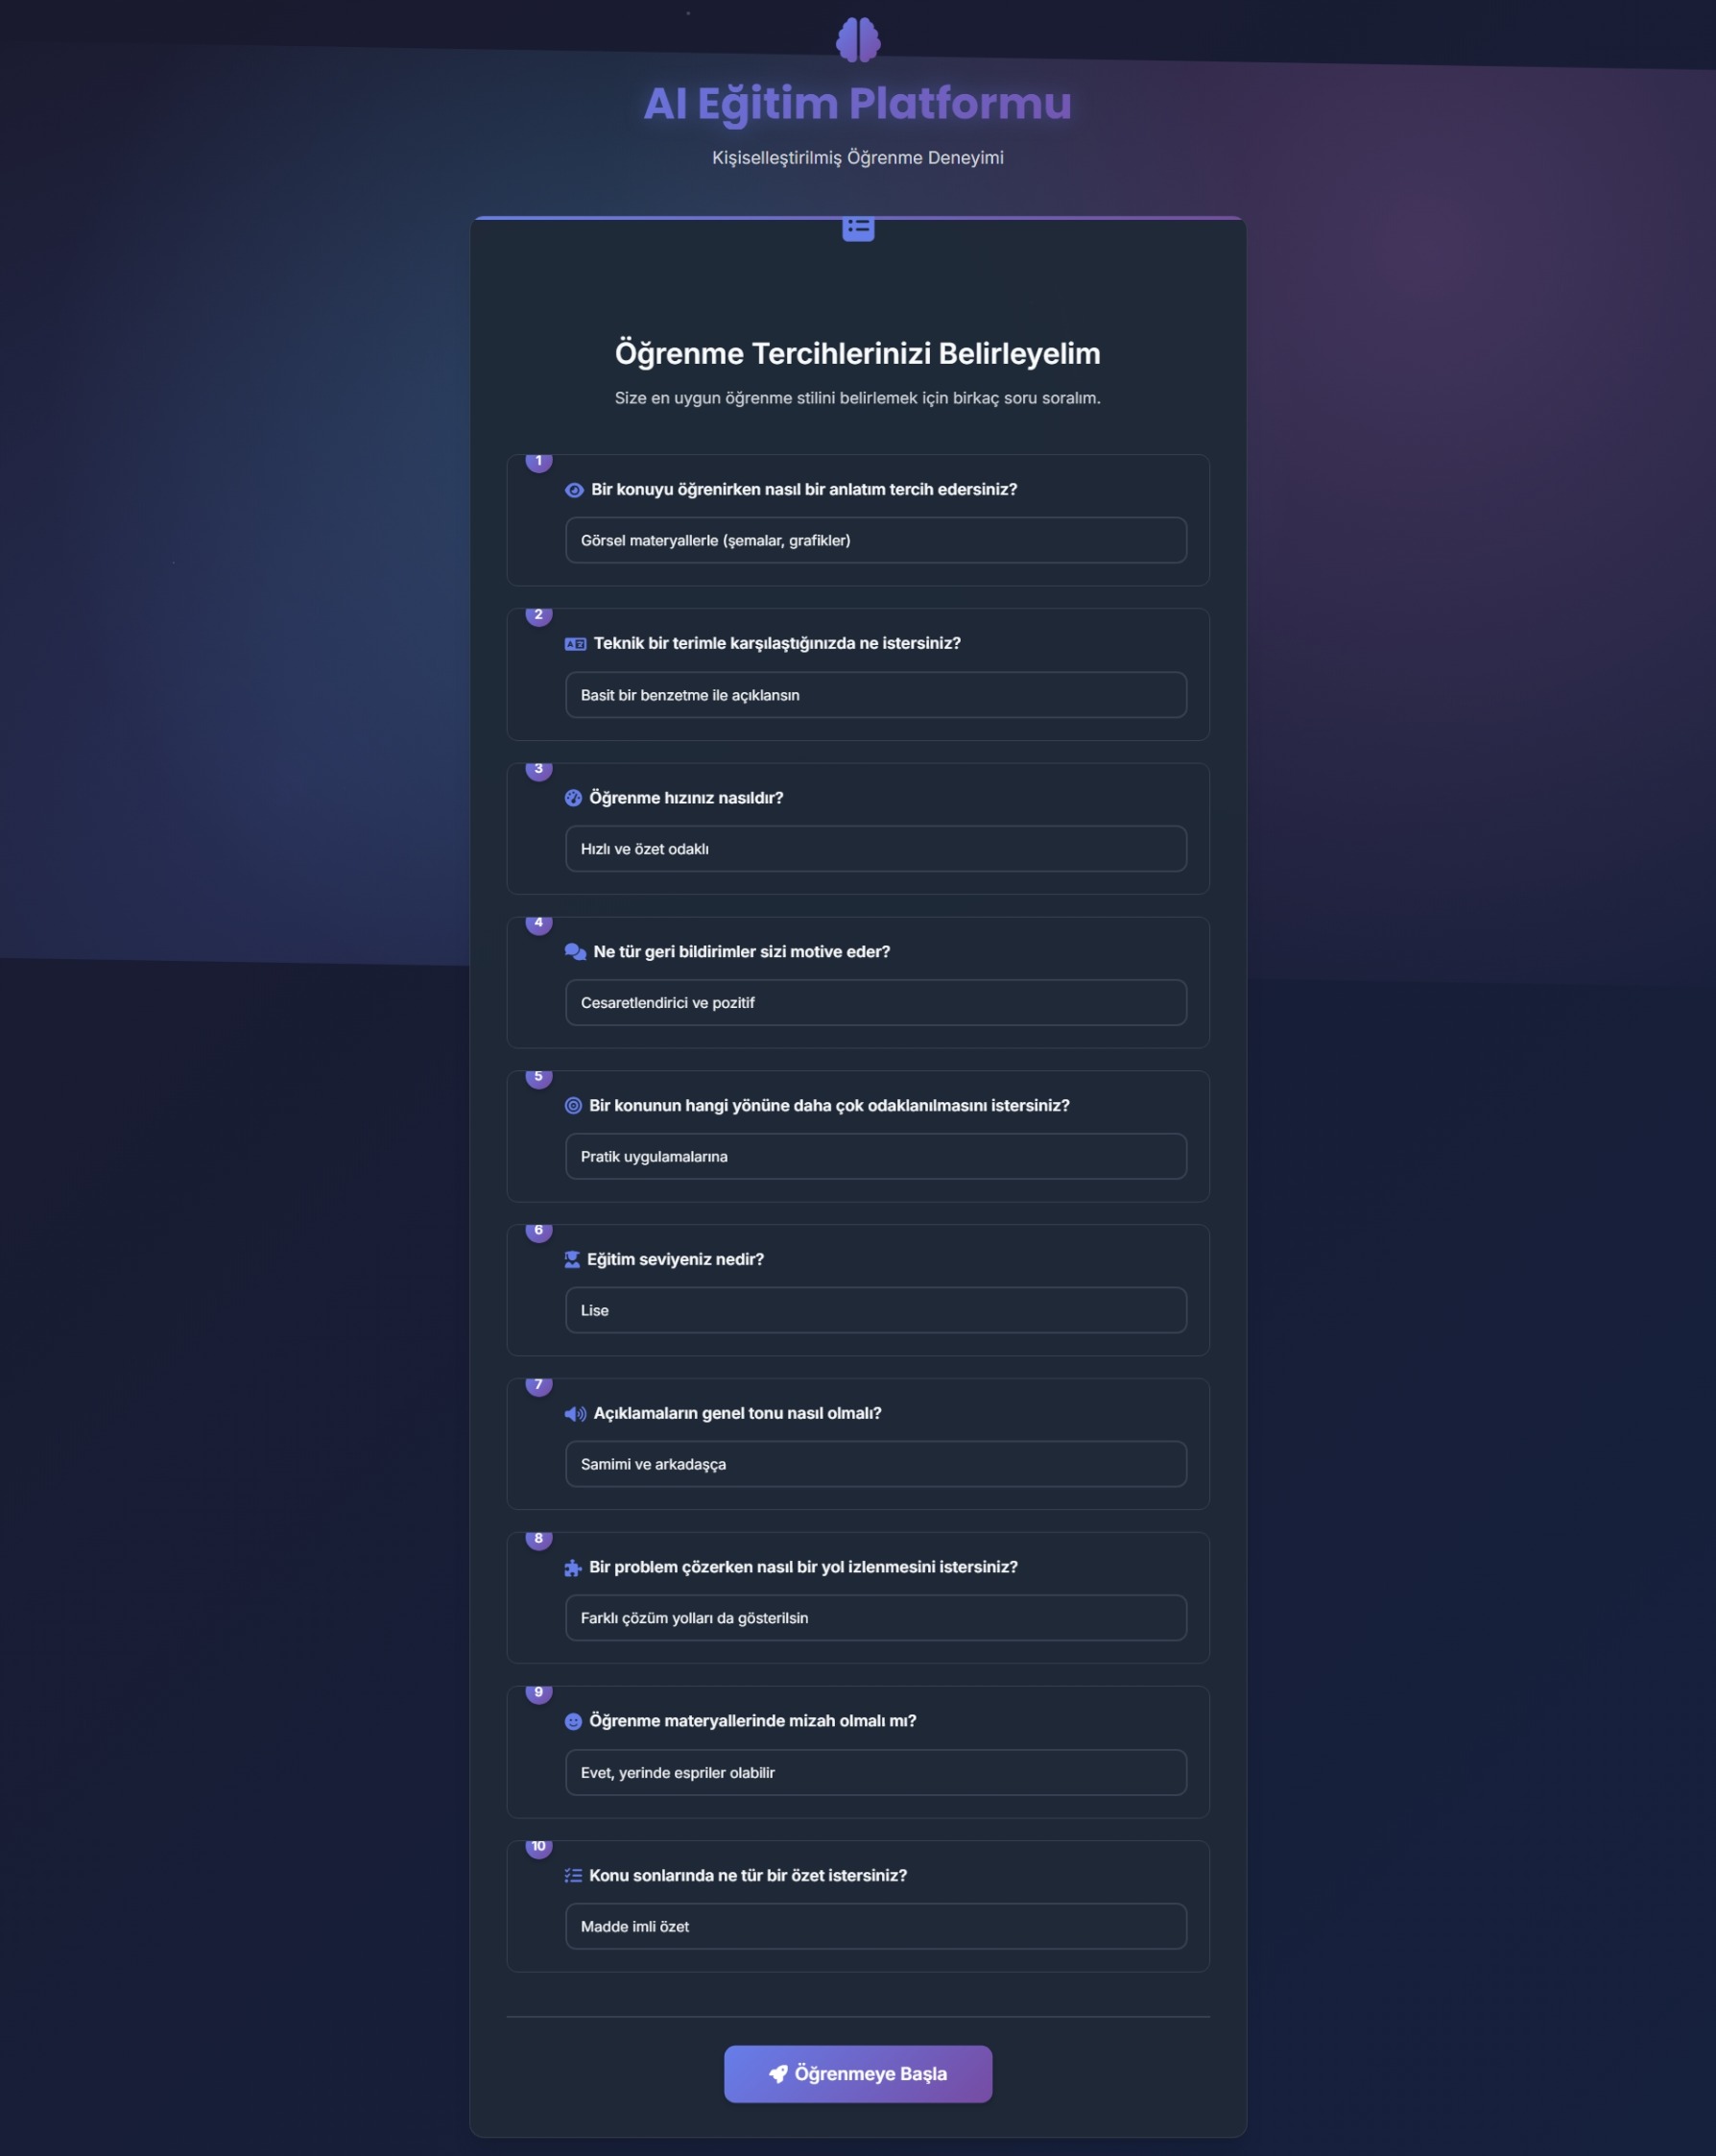 AI Eğitim Platformu
Kişiselleştirilmiş Öğrenme Deneyimi
Öğrenme Tercihlerinizi Belirleyelim
Size en uygun öğrenme stilini belirlemek için birkaç soru soralım.
1
Bir konuyu öğrenirken nasıl bir anlatım tercih edersiniz?
Görsel materyallerle (şemalar, grafikler)
2
Teknik bir terimle karşılaştığınızda ne istersiniz?
Basit bir benzetme ile açıklansın
3
Öğrenme hızınız nasıldır?
Hızlı ve özet odaklı
4
Ne tür geri bildirimler sizi motive eder?
Cesaretlendirici ve pozitif
5
Bir konunun hangi yönüne daha çok odaklanılmasını istersiniz?
Pratik uygulamalarına
6
Eğitim seviyeniz nedir?
Lise
7
Açıklamaların genel tonu nasıl olmalı?
Samimi ve arkadaşça
8
Bir problem çözerken nasıl bir yol izlenmesini istersiniz?
Farklı çözüm yolları da gösterilsin
9
Öğrenme materyallerinde mizah olmalı mı?
Evet, yerinde espriler olabilir
10
Konu sonlarında ne tür bir özet istersiniz?
Madde imli özet
Öğrenmeye Başla